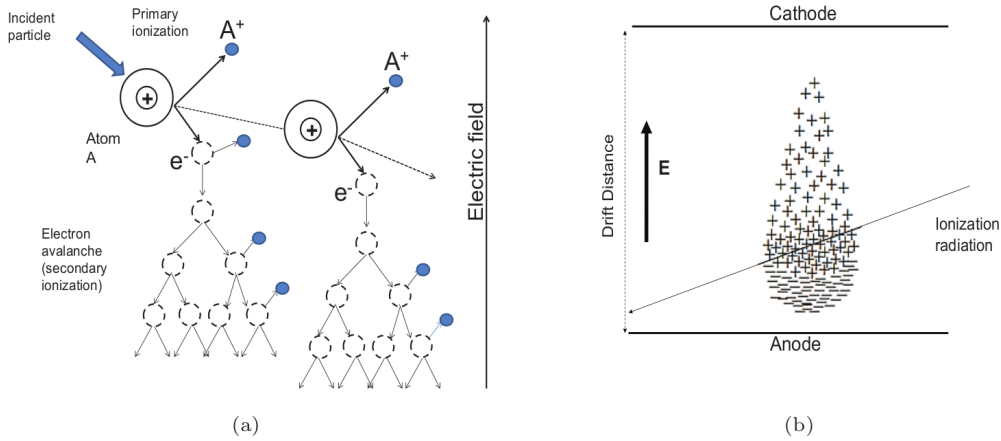 Incident
particle
Primary
ionization
A+
A+
+
+
Atom
A
e-
e-
Electron
avalanche
(secondary
ionization)
Electric field
(a)
Cathode
Drift Distance
E
Ionization
radiation
Anode
(b)